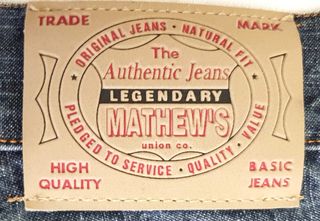 TRADE MARK
ORIGINAL JEANS · NATURAL FIT
The
Authentic Jeans
LEGENDARY
MATHEW'S
union co.
PLEDGED TO SERVICE · QUALITY · VALUE
HIGH QUALITY
BASIC JEANS